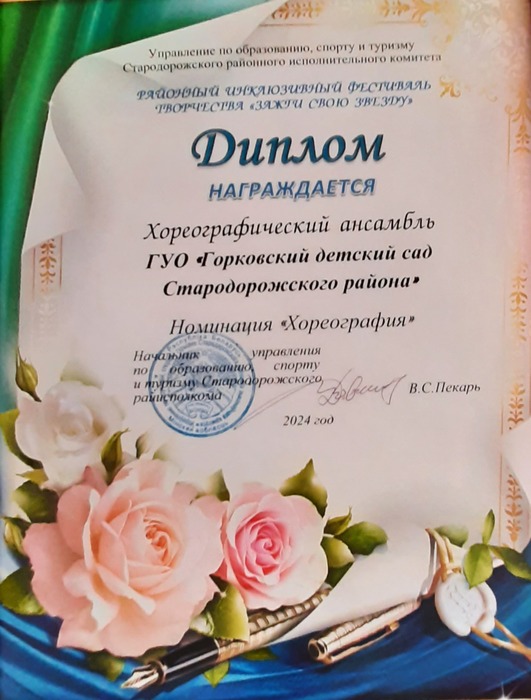 Управление по образованию, спорту и туризму
Стародорожского районного исполнительного комитета
РАЙОННЫЙ ИНКЛЮЗИВНЫЙ ФЕСТИВАЛЬ
ТВОРЧЕСТВА «ЗАЖГИ СВОЮ ЗВЕЗДУ»
Диплом
НАГРАЖДАЕТСЯ
Хореографический ансамбль
ГУО «Горковский детский сад
Стародорожского района»
Номинация «Хореография»
Начальник управления
по образованию, спорту
и туризму Стародорожского
райисполкома
В.С.Пекарь
2024 год